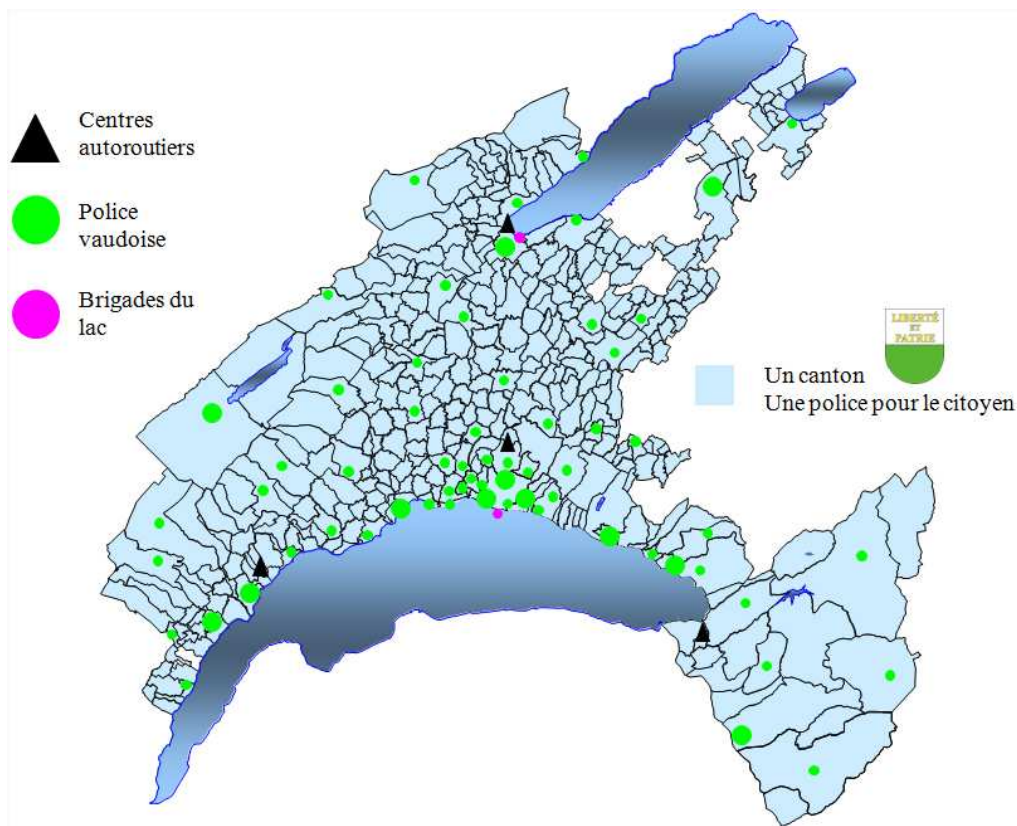 Centres
autoroutiers
Police
vaudoise
Brigades du
lac
LIBERTÉ
ET
PATRIE
Un canton
Une police pour le citoyen